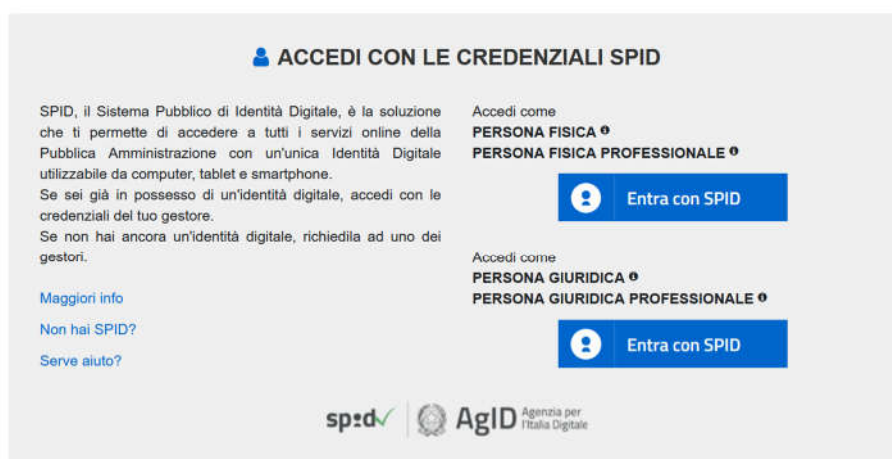 ACCEDI CON LE CREDENZIALI SPID
SPID, il Sistema Pubblico di Identità Digitale, è la soluzione
che ti permette di accedere a tutti i servizi online della
Pubblica Amministrazione con un'unica Identità Digitale
utilizzabile da computer, tablet e smartphone.
Se sei già in possesso di un'identità digitale, accedi con le
credenziali del tuo gestore.
Se non hai ancora un'identità digitale, richiedila ad uno dei
gestori.
Maggiori info
Non hai SPID?
Serve aiuto?
Accedi come
PERSONA FISICA
PERSONA FISICA PROFESSIONALE
Entra con SPID
Accedi come
PERSONA GIURIDICA
PERSONA GIURIDICA PROFESSIONALE
Entra con SPID
spid
AgID
Agenzia per
l'Italia Digitale